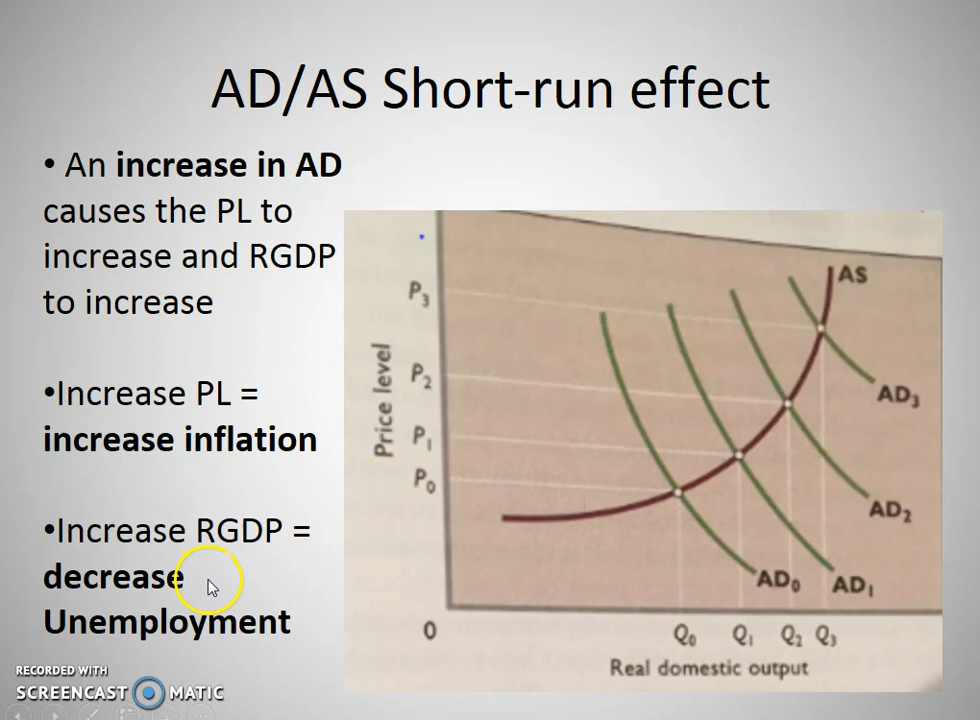 AD/AS Short-run effect
• An increase in AD
causes the PL to
increase and RGDP
to increase
•Increase PL =
increase inflation
•Increase RGDP =
decrease
Unemployment
Price level
P3
P2
P1
P0
0
AS
AD3
AD2
AD0
AD1
Q0
Q1
Q2
Q3
Real domestic output
RECORDED WITH
SCREENCAST MATIC